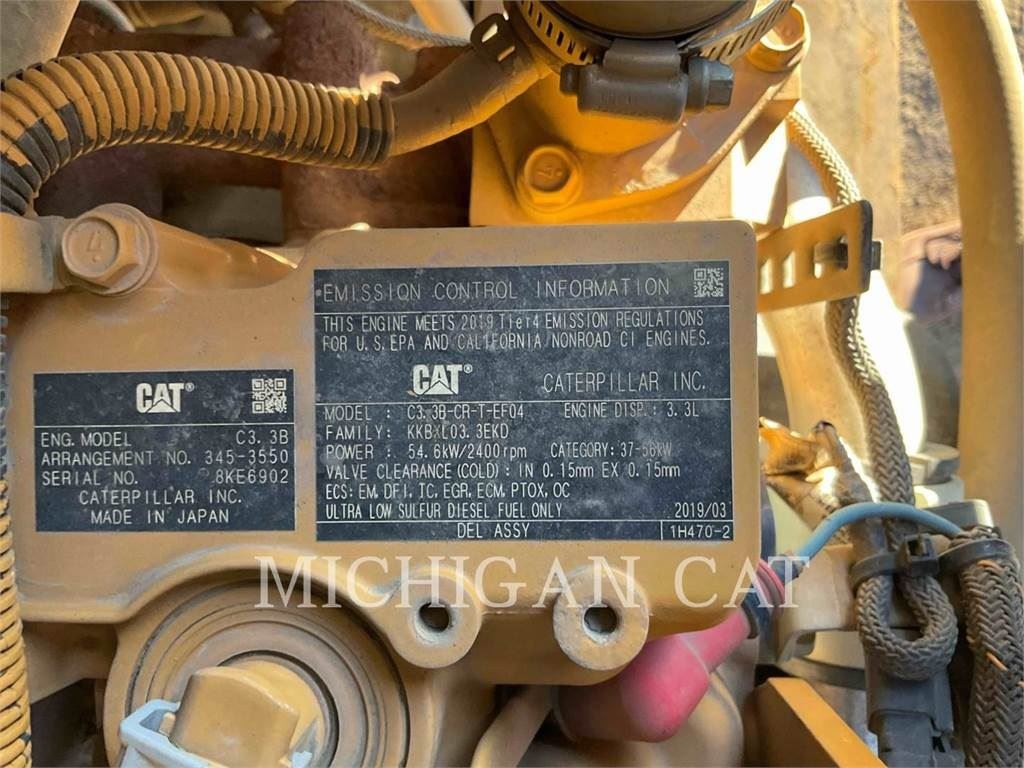 4
4
CAT®
ENG. MODEL C3.3B
ARRANGEMENT NO. 345-3550
SERIAL NO. 8KE6902
CATERPILLAR INC.
MADE IN JAPAN
EMISSION CONTROL INFORMATION
THIS ENGINE MEETS 2019 Tier4 EMISSION REGULATIONS
FOR U.S.EPA AND CALIFORNIA NONROAD CI ENGINES.
CAT® CATERPILLAR INC.
MODEL : C3.3B-CR-T-EF04 ENGINE DISP.: 3.3L
FAMILY: KKBXL03.3EKD
POWER : 54.6kW/2400rpm CATEGORY: 37-56kW
VALVE CLEARANCE(COLD): IN 0.15mm EX 0.15mm
ECS: EM, DFI, TC, EGR, ECM, PTOX, OC
ULTRA LOW SULFUR DIESEL FUEL ONLY 2019/03
DEL ASSY 1H470-2
MICHIGAN CAT